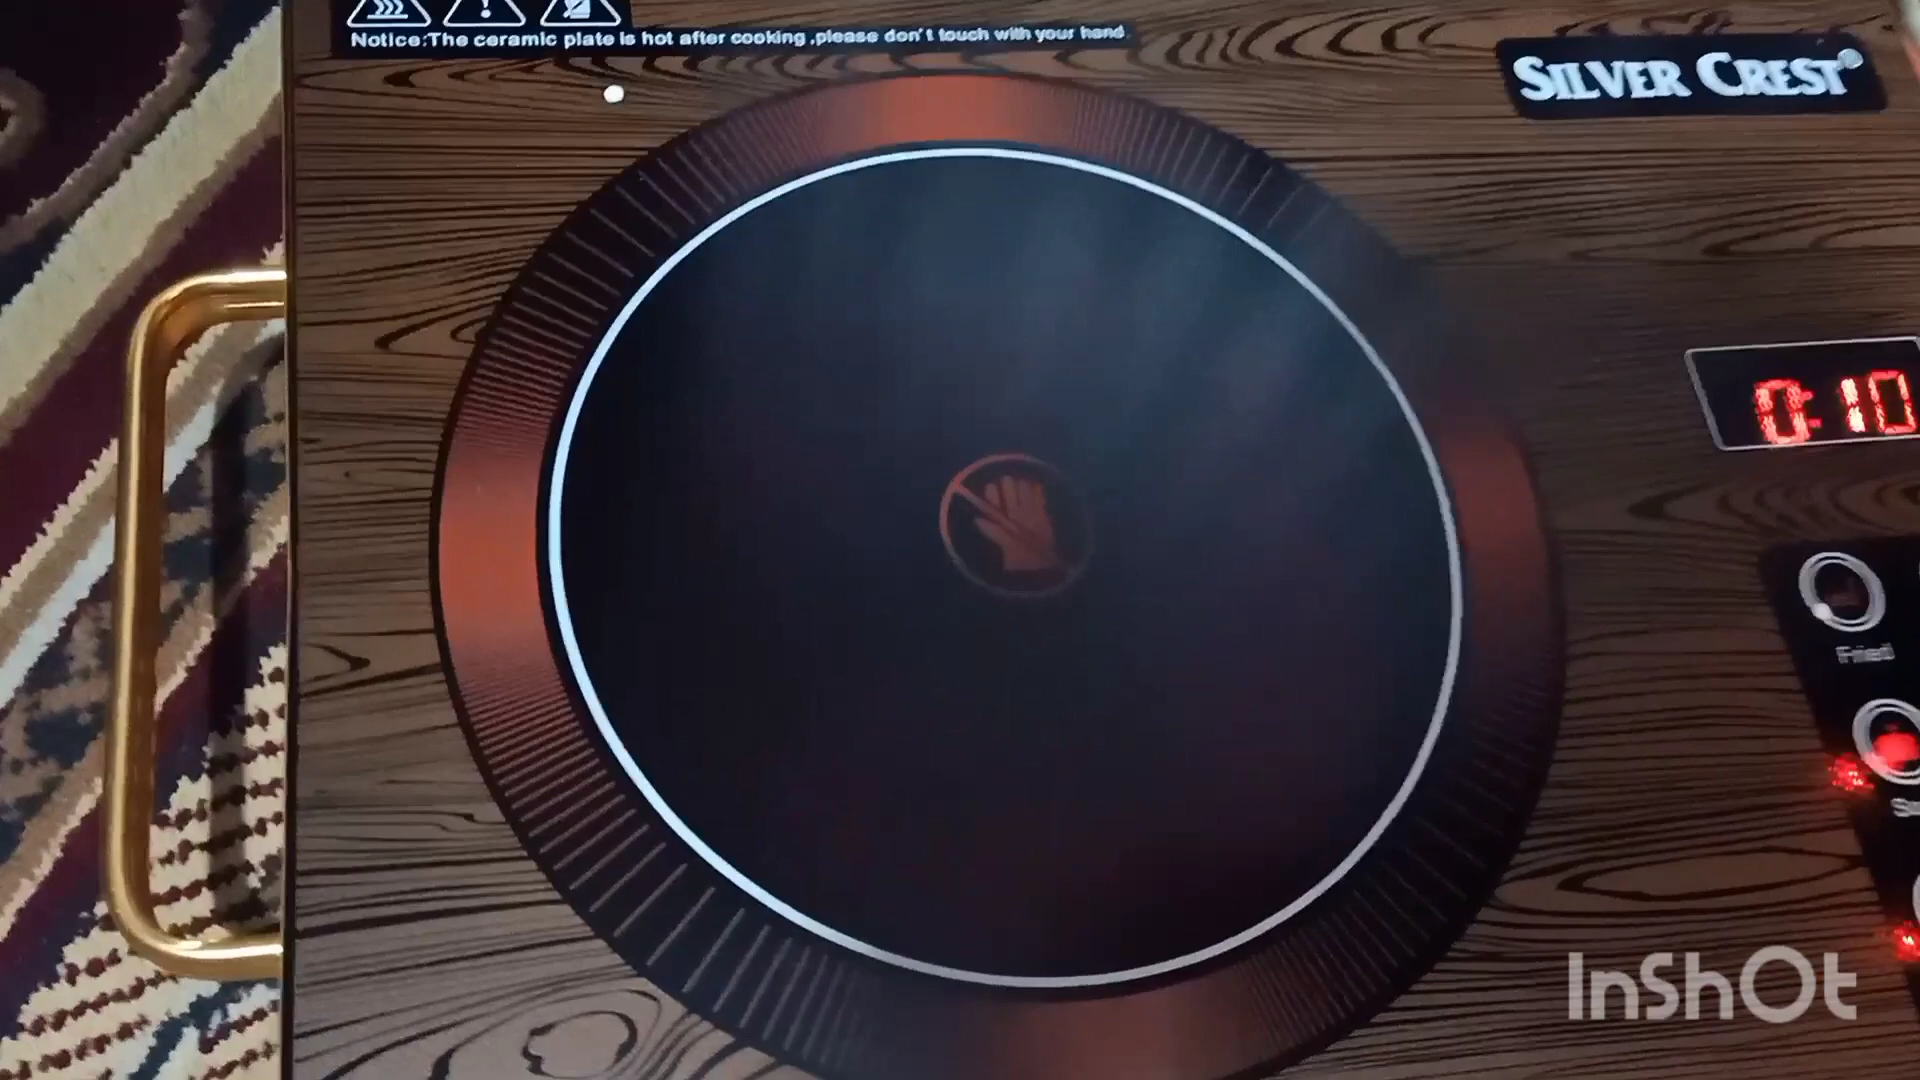 Notice:The ceramic plate is hot after cooking ,please don't touch with your hand
SILVER CREST®
0:10
Fried
InShOt